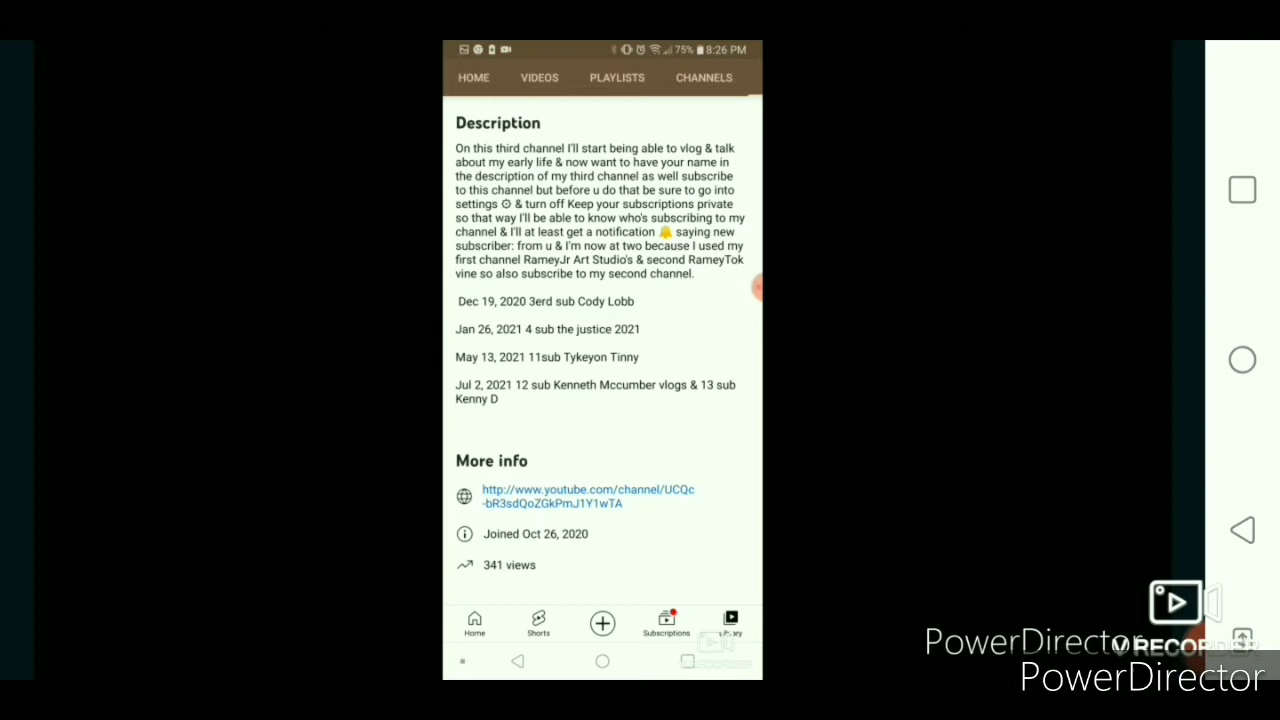 75% 8:26 PM
HOME VIDEOS PLAYLISTS CHANNELS
Description
On this third channel I'll start being able to vlog & talk
about my early life & now want to have your name in
the description of my third channel as well subscribe
to this channel but before u do that be sure to go into
settings ⚙ & turn off Keep your subscriptions private
so that way I'll be able to know who's subscribing to my
channel & I'll at least get a notification 🔔 saying new
subscriber: from u & I'm now at two because I used my
first channel RameyJr Art Studio's & second RameyTok
vine so also subscribe to my second channel.
Dec 19, 2020 3erd sub Cody Lobb
Jan 26, 2021 4 sub the justice 2021
May 13, 2021 11sub Tykeyon Tinny
Jul 2, 2021 12 sub Kenneth Mccumber vlogs & 13 sub
Kenny D
More info
http://www.youtube.com/channel/UCQc
-bR3sdQoZGkPmJ1Y1wTA
Joined Oct 26, 2020
341 views
Home Shorts Subscriptions Library
PowerDirector
V RECORDER
PowerDirector